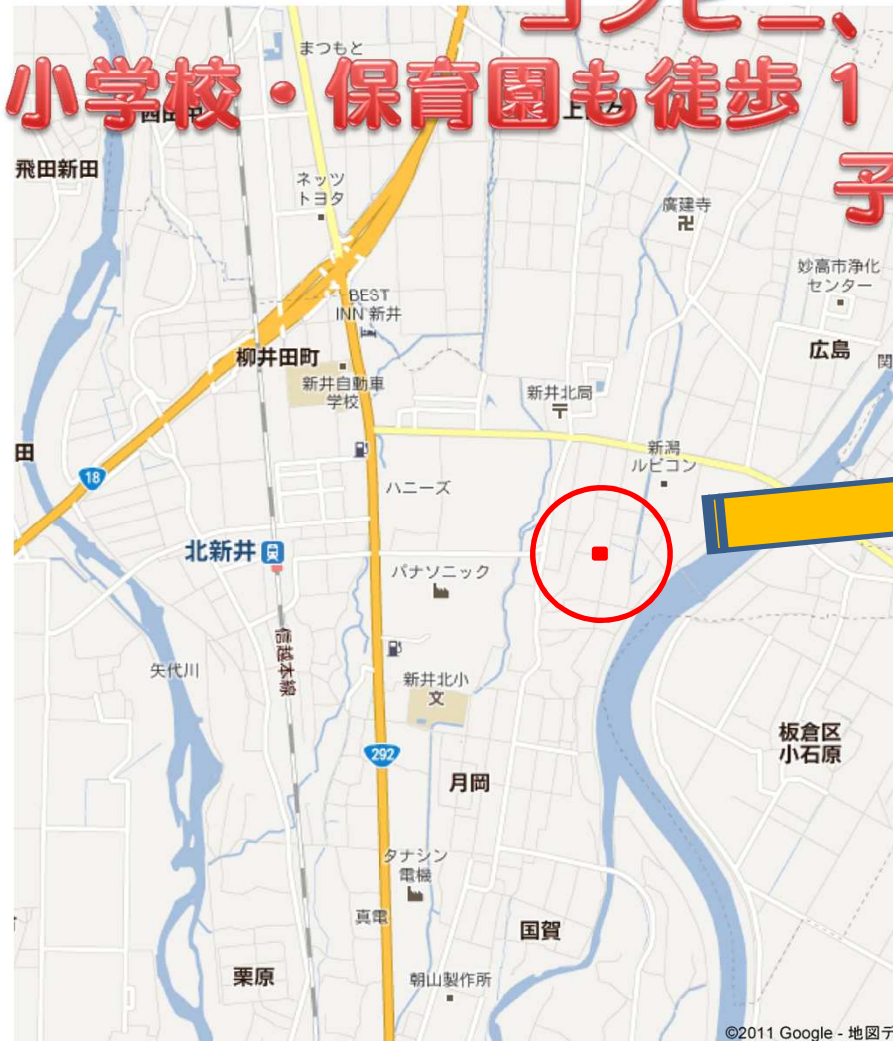 コンビニ、
小学校・保育園も徒歩１
子
まつもと
飛田新田
ネッツ
トヨタ
廣建寺
妙高市浄化
センター
BEST
INN 新井
広島
関
柳井田町
新井自動車
学校
新井北局
田
新潟
ルビコン
18
ハニーズ
北新井
パナソニック
信越本線
矢代川
新井北小
文
板倉区
小石原
292
月岡
タナシン
電機
真電
国賀
栗原
朝山製作所
©2011 Google - 地図デ